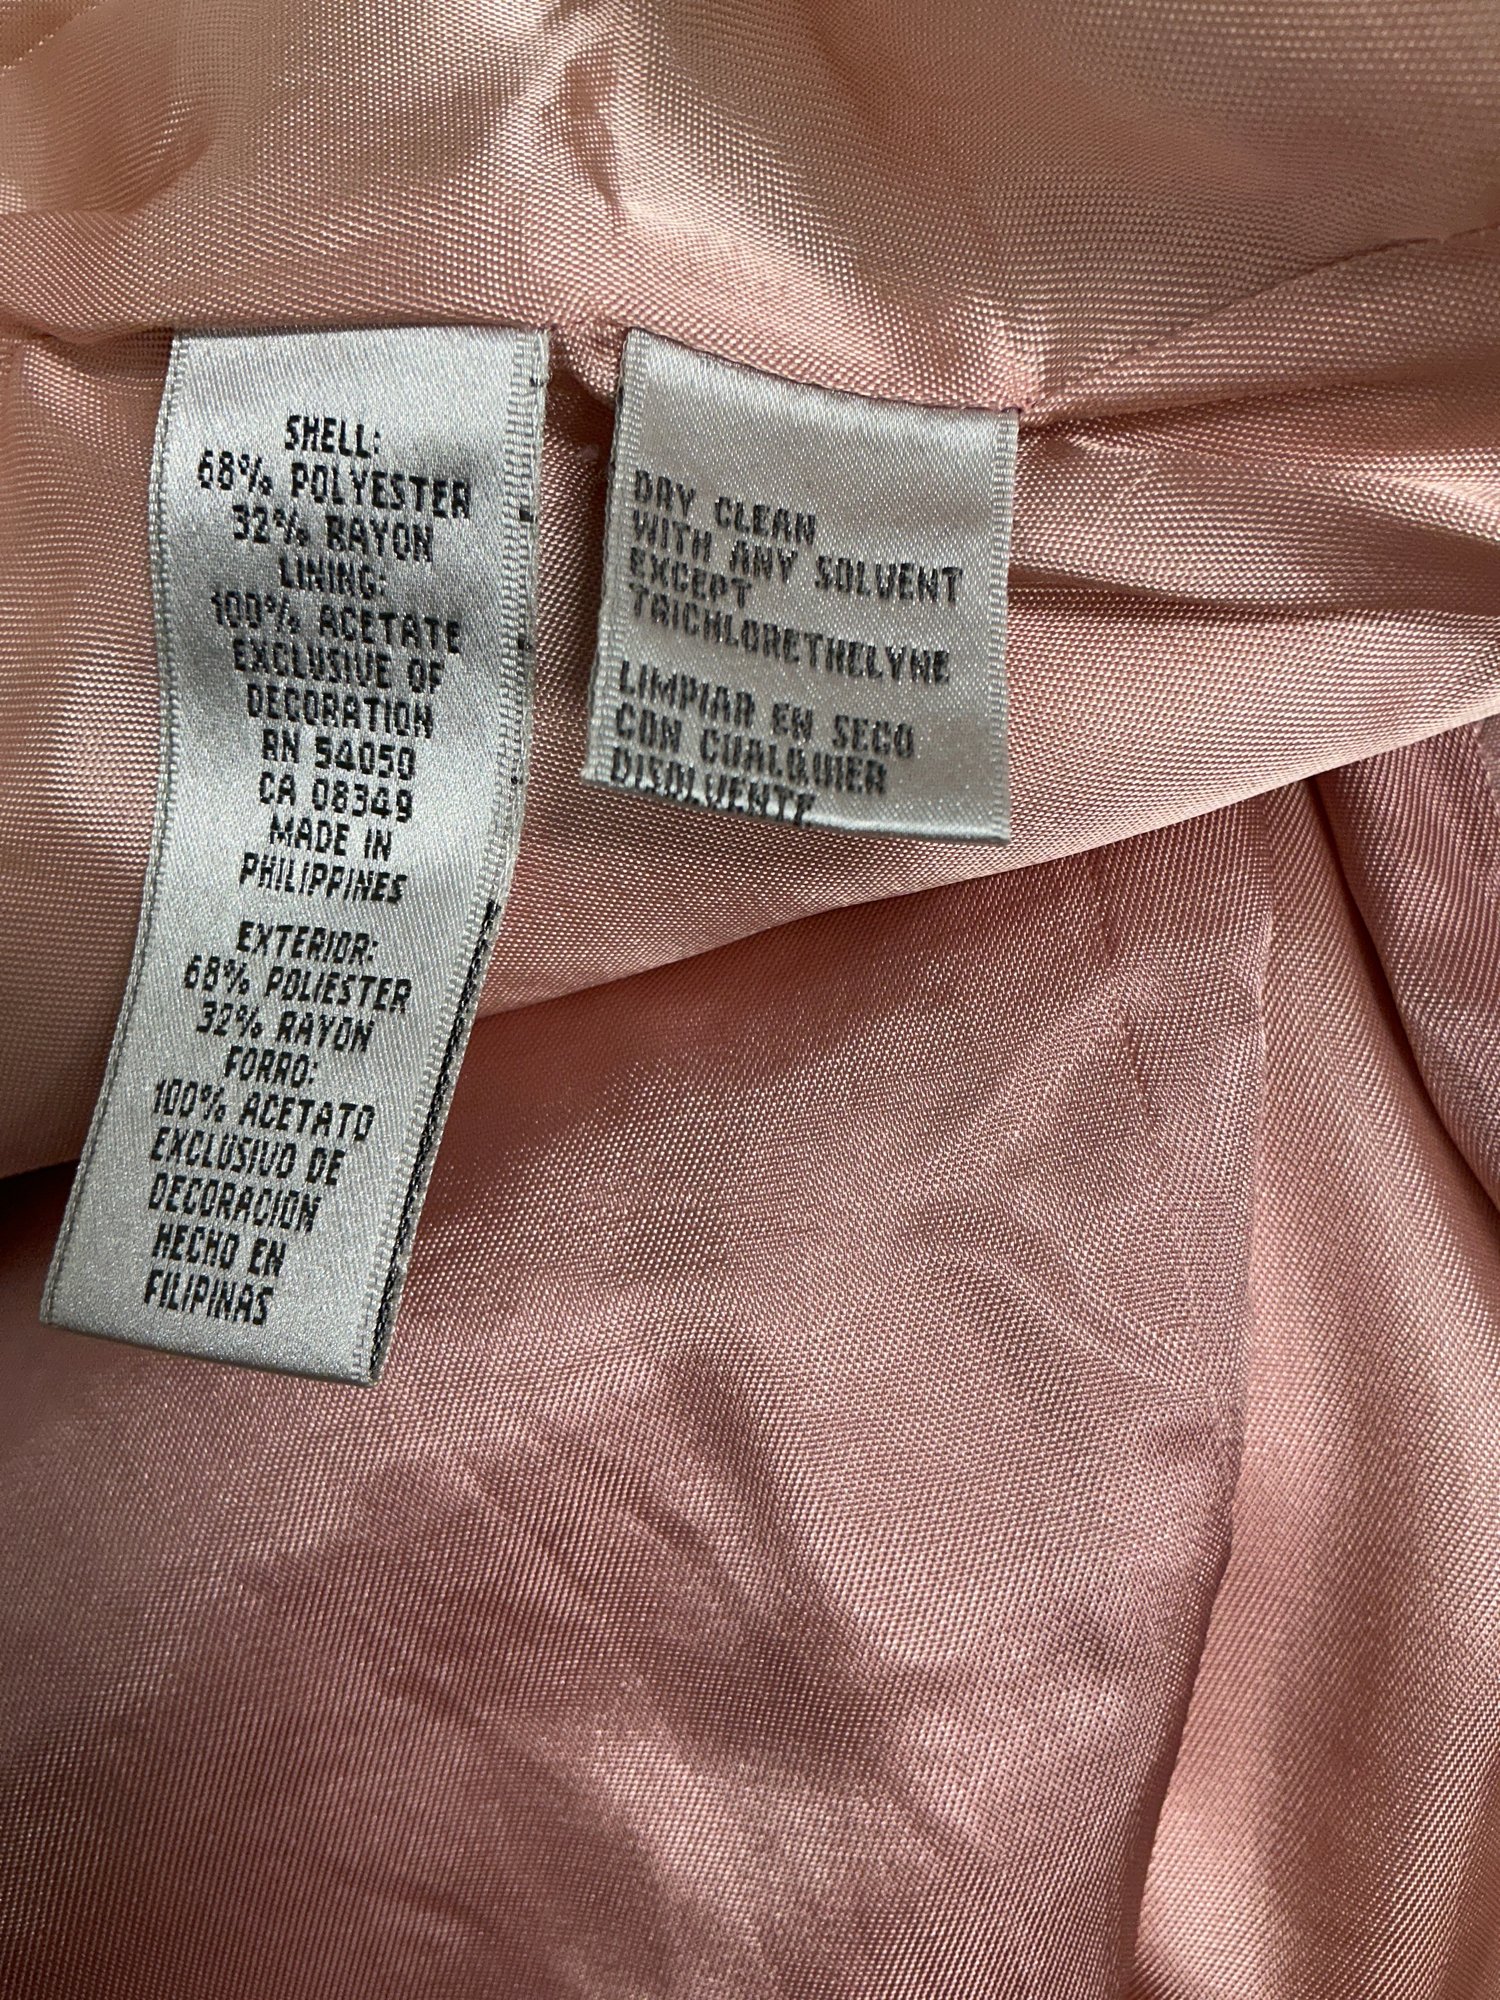 SHELL:
68% POLYESTER
32% RAYON
LINING:
100% ACETATE
EXCLUSIVE OF
DECORATION
RN 54050
CA 08349
MADE IN
PHILIPPINES
EXTERIOR:
68% POLIESTER
32% RAYON
FORRO:
100% ACETATO
EXCLUSIVO DE
DECORACION
HECHO EN
FILIPINAS
DRY CLEAN
WITH ANY SOLVENT
EXCEPT
TRICHLORETHELYNE
LIMPIAR EN SECO
CON CUALQUIER
DISOLVENTE